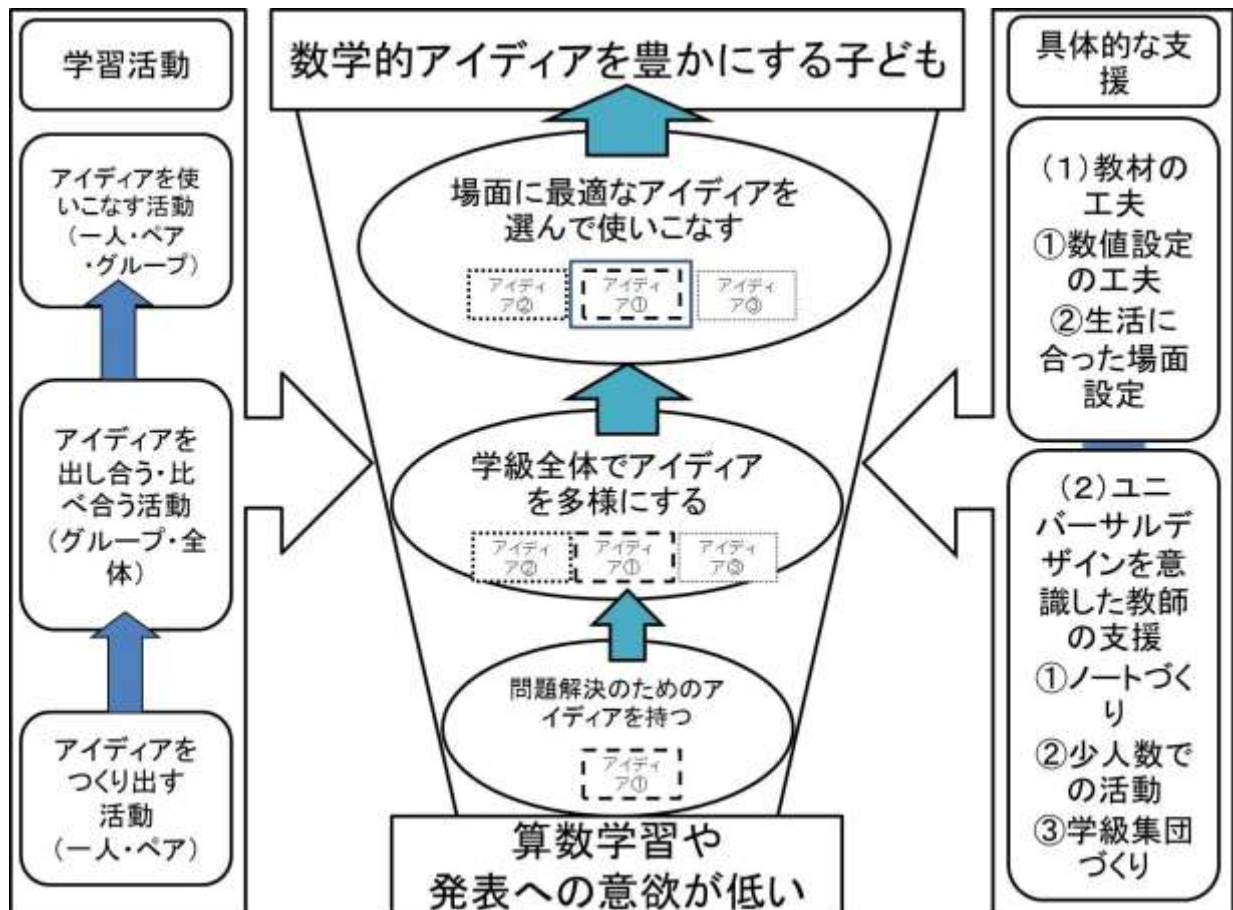 学習活動
アイディアを使
いこなす活動
(一人・ペア
・グループ)
アイディアを
出し合う・比
べ合う活動
(グループ・全
体)
アイディアを
つくり出す
活動
(一人・ペア)
数学的アイディアを豊かにする子ども
場面に最適なアイディアを
選んで使いこなす
アイディ
ア②
アイディ
ア①
アイディ
ア③
学級全体でアイディア
を多様にする
アイディ
ア②
アイディ
ア①
アイディ
ア③
問題解決のためのア
イディアを持つ
アイディ
ア①
算数学習や
発表への意欲が低い
具体的な支
援
(1)教材の
工夫
①数値設定
の工夫
②生活に
合った場面
設定
(2)ユニ
バーサルデ
ザインを意
識した教師
の支援
①ノートづく
り
②少人数で
の活動
③学級集団
づくり